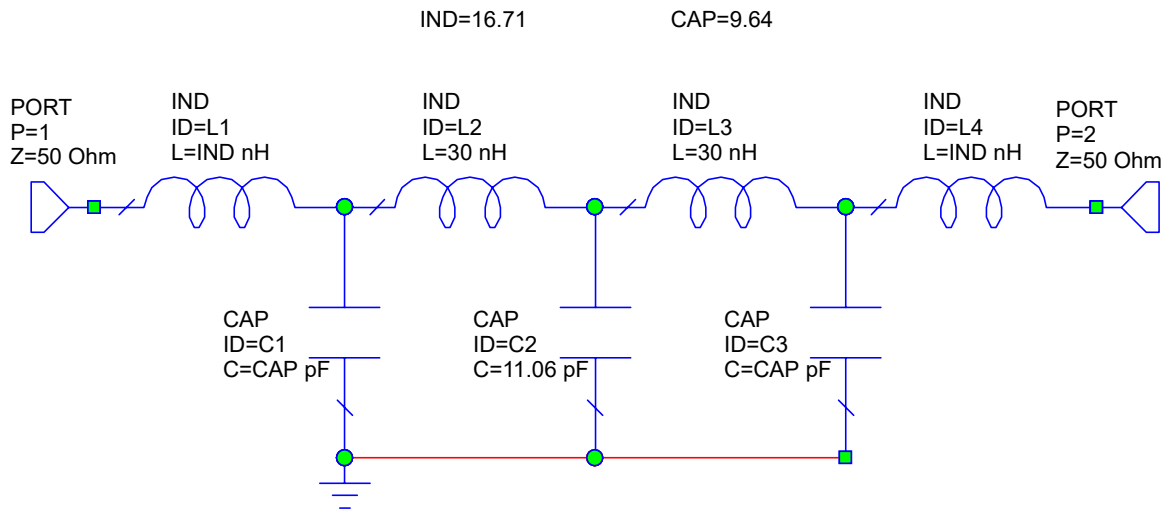 IND=16.71
CAP=9.64
PORT
P=1
Z=50 Ohm
IND
ID=L1
L=IND nH
IND
ID=L2
L=30 nH
IND
ID=L3
L=30 nH
IND
ID=L4
L=IND nH
PORT
P=2
Z=50 Ohm
CAP
ID=C1
C=CAP pF
CAP
ID=C2
C=11.06 pF
CAP
ID=C3
C=CAP pF